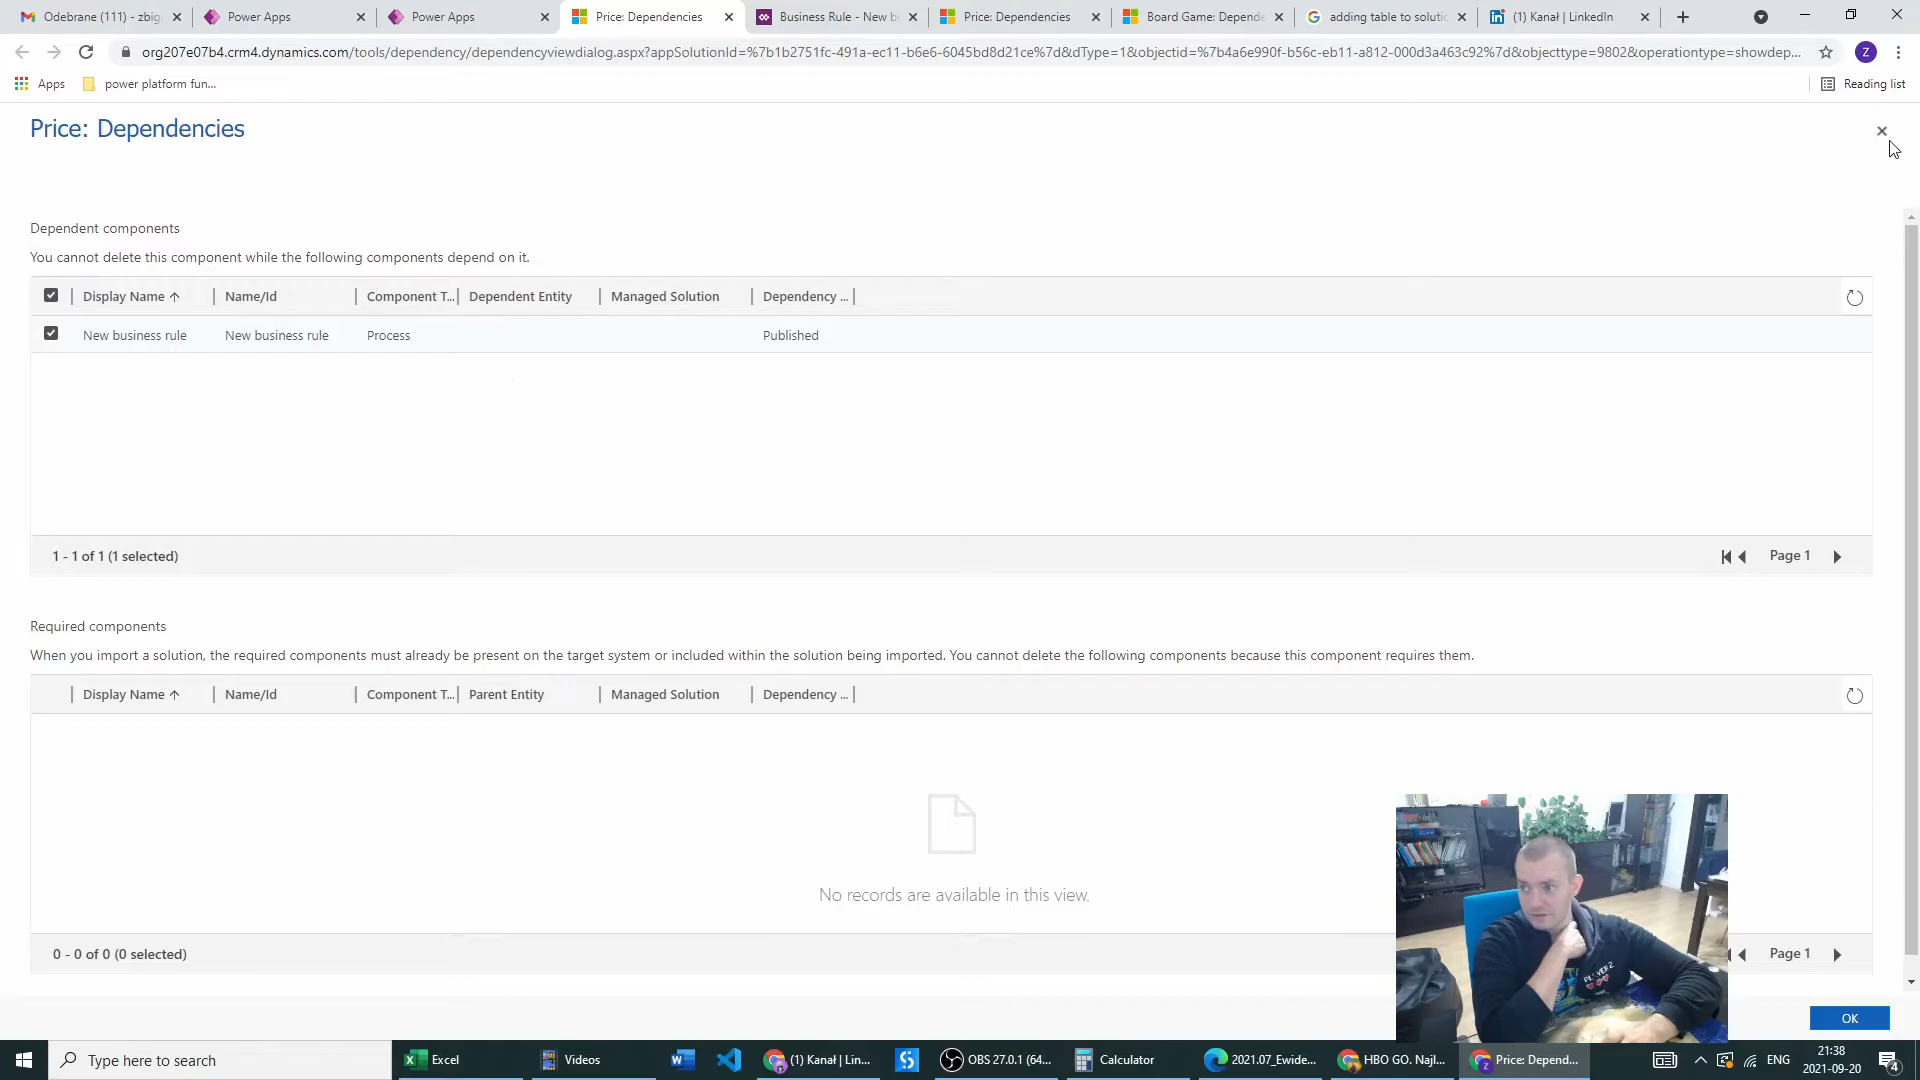 Odebrane (111) - zbig
Power Apps
Power Apps
Price: Dependencies
Business Rule - New b
Price: Dependencies
Board Game: Depende
adding table to soluti
(1) Kanał | LinkedIn
org207e07b4.crm4.dynamics.com/tools/dependency/dependencyviewdialog.aspx?appSolutionId=%7b1b2751fc-491a-ec11-b6e6-6045bd8d21ce%7d&dType=1&objectid=%7b4a6e990f-b56c-eb11-a812-000d3a463c92%7d&objecttype=9802&operationtype=showdep...
Z
Apps
power platform fun...
Reading list
Price: Dependencies
Dependent components
You cannot delete this component while the following components depend on it.
Display Name
Name/Id
Component T...
Dependent Entity
Managed Solution
Dependency ...
New business rule
New business rule
Process
Published
1 - 1 of 1 (1 selected)
Page 1
Required components
When you import a solution, the required components must already be present on the target system or included within the solution being imported. You cannot delete the following components because this component requires them.
Display Name
Name/Id
Component T...
Parent Entity
Managed Solution
Dependency ...
No records are available in this view.
0 - 0 of 0 (0 selected)
Page 1
OK
Type here to search
Excel
Videos
(1) Kanał | Lin...
OBS 27.0.1 (64...
Calculator
2021.07_Ewide...
HBO GO. Najl...
Price: Depend...
ENG
21:38
2021-09-20
4